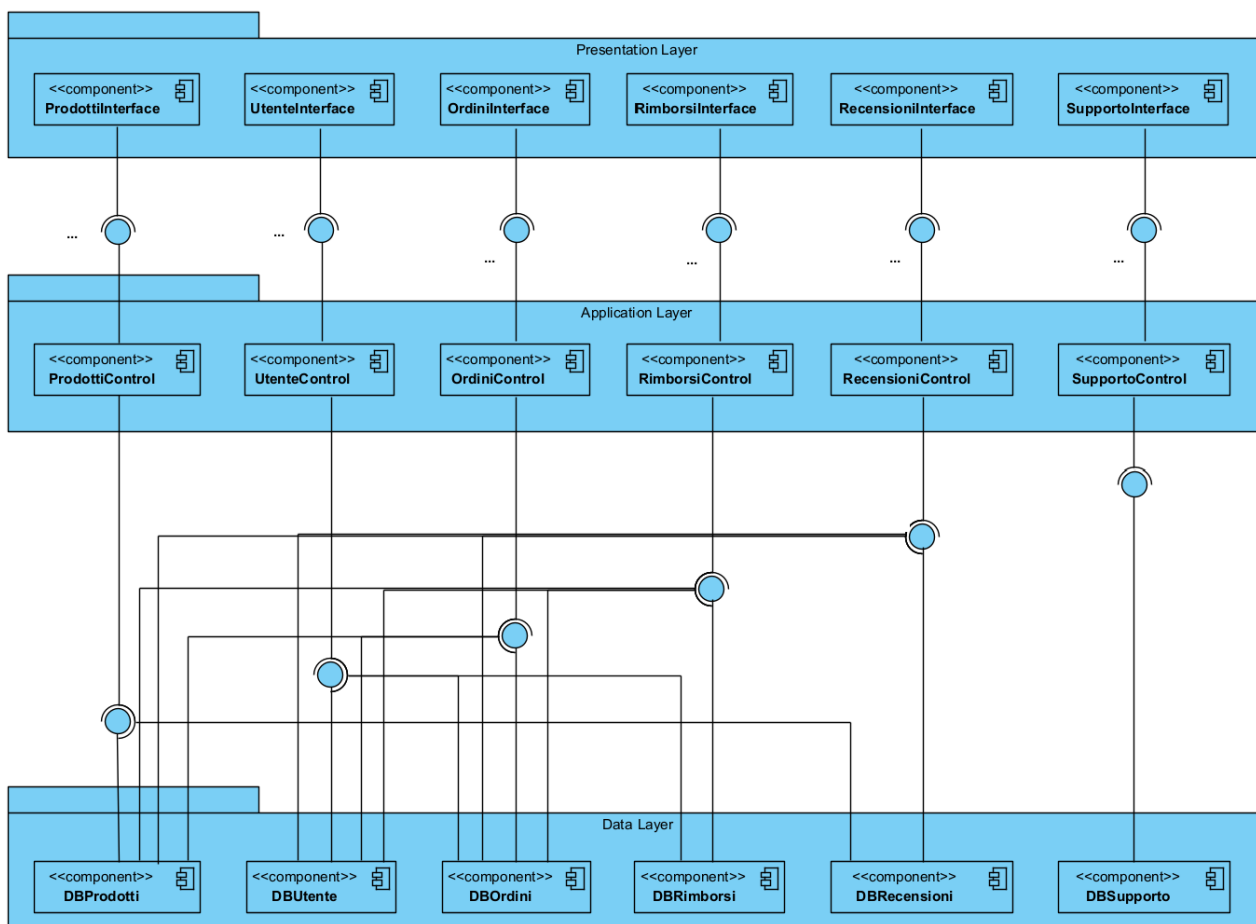 Presentation Layer
<<component>>
ProdottiInterface
<<component>>
UtenteInterface
<<component>>
OrdiniInterface
<<component>>
RimborsiInterface
<<component>>
RecensioniInterface
<<component>>
SupportoInterface
...
...
...
...
...
...
Application Layer
<<component>>
ProdottiControl
<<component>>
UtenteControl
<<component>>
OrdiniControl
<<component>>
RimborsiControl
<<component>>
RecensioniControl
<<component>>
SupportoControl
Data Layer
<<component>>
DBProdotti
<<component>>
DBUtente
<<component>>
DBOrdini
<<component>>
DBRimborsi
<<component>>
DBRecensioni
<<component>>
DBSupporto